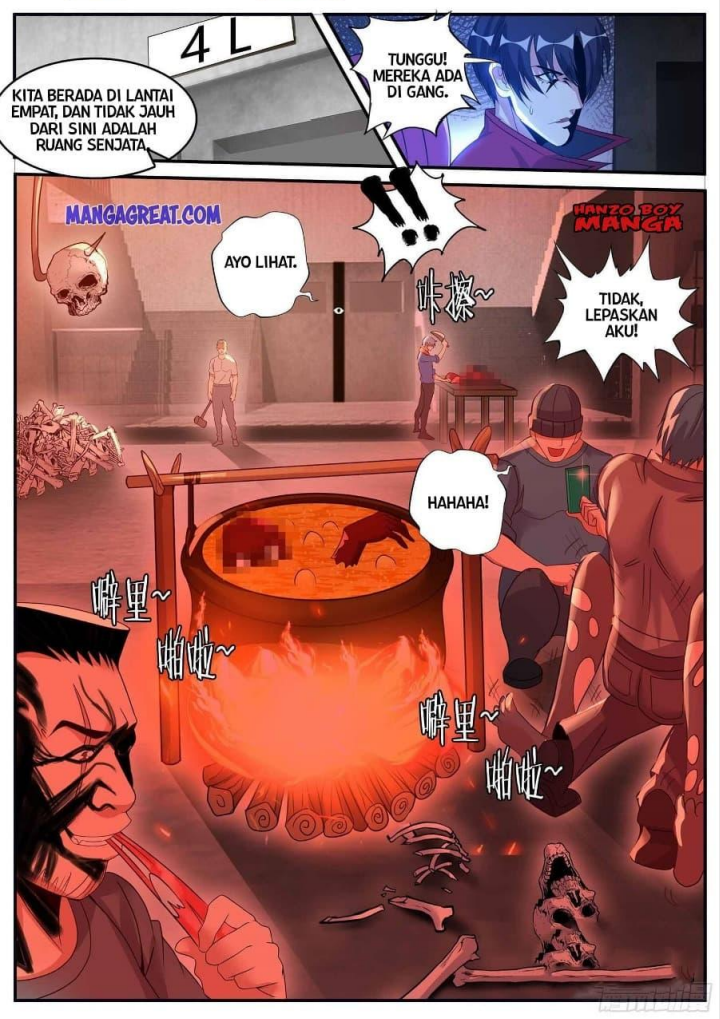 4 L
KITA BERADA DI LANTAI
EMPAT, DAN TIDAK JAUH
DARI SINI ADALAH
RUANG SENJATA.
TUNGGU!
MEREKA ADA
DI GANG.
MANGAGREAT.COM
!!
HANZO BOY
MANGA
AYO LIHAT.
咔擦~
TIDAK,
LEPASKAN
AKU!
HAHAHA!
噼里~
啪啦~
噼里~
啪啦~